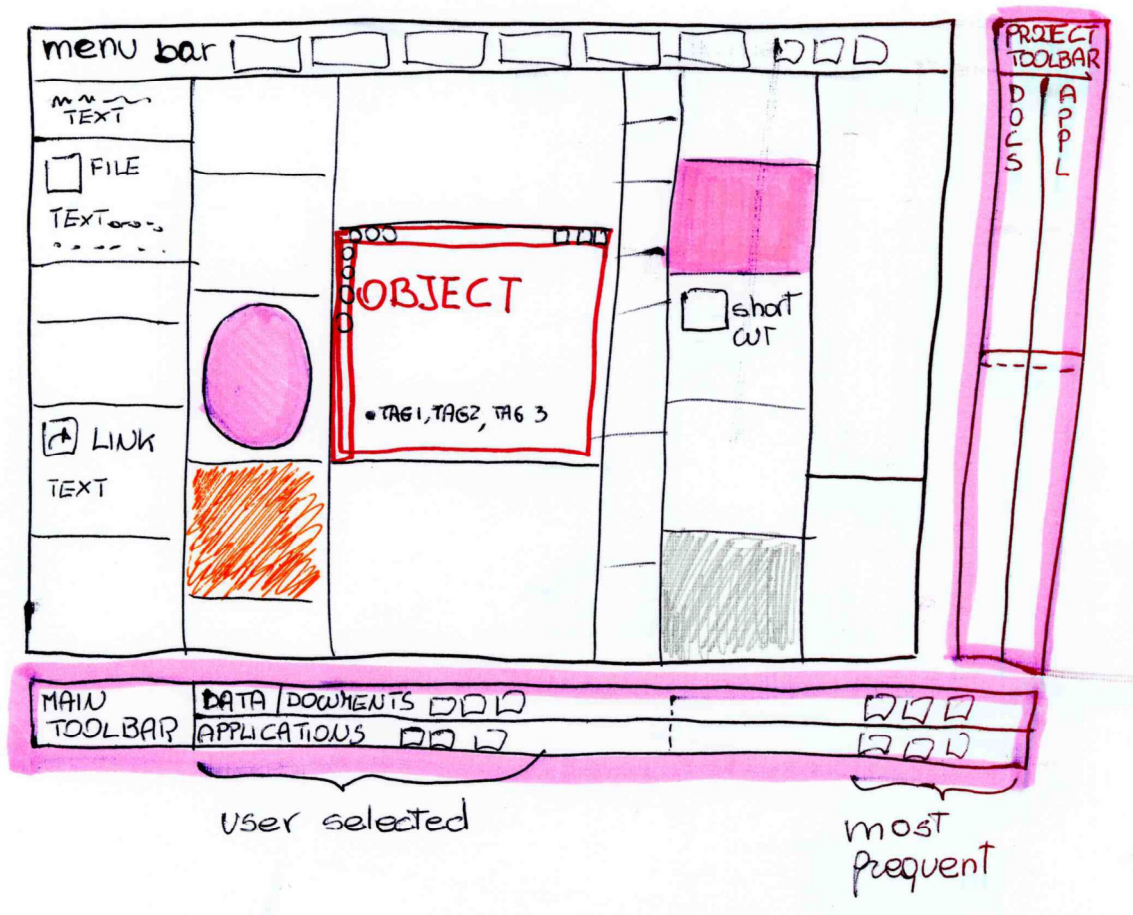 menu bar
TEXT
FILE
TEXT
LINK
TEXT
OBJECT
• TAG1, TAG2, TAG 3
short
cut
PROJECT
TOOLBAR
DOCS
APPL
MAIN
TOOLBAR
DATA | DOCUMENTS
APPLICATIONS
user selected
most
frequent